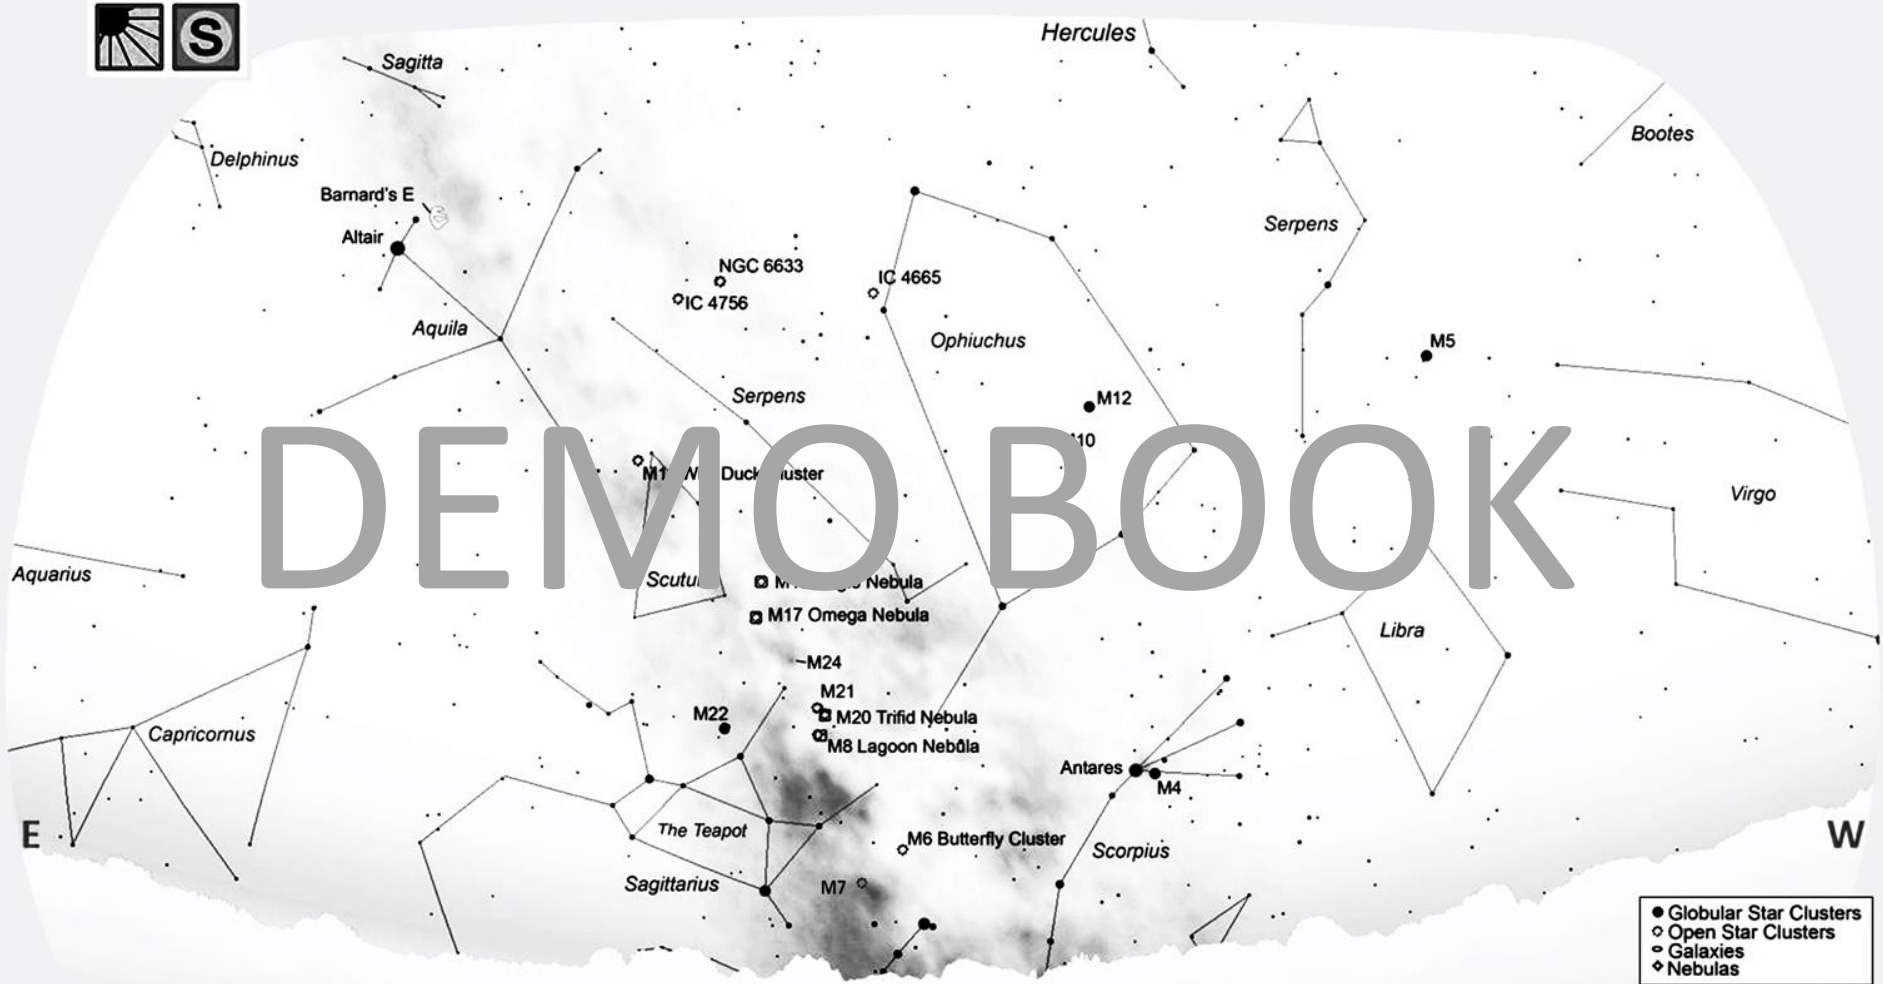 S
Hercules
Sagitta
Bootes
Delphinus
Barnard's E
Serpens
Altair
NGC 6633
IC 4665
IC 4756
Aquila
Ophiuchus
M5
Serpens
M12
DEMO BOOK
Duck
Virgo
Aquarius
Nebula
M17 Omega Nebula
Libra
M24
M21
M22
M20 Trifid Nebula
Capricornus
M8 Lagoon Nebula
Antares
M4
The Teapot
E
W
M6 Butterfly Cluster
Scorpius
Sagittarius
M7
Globular Star Clusters
Open Star Clusters
Galaxies
Nebulas